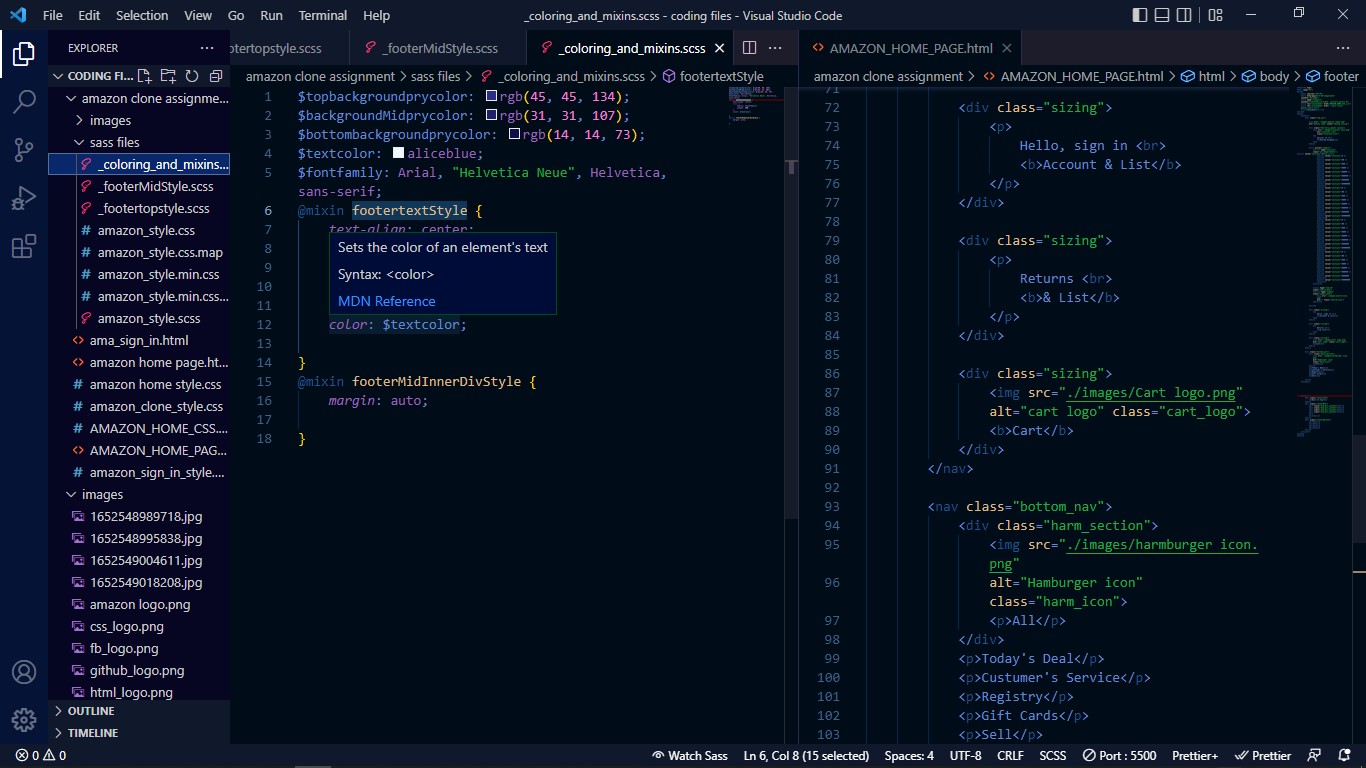 File Edit Selection View Go Run Terminal Help
_coloring_and_mixins.scss - coding files - Visual Studio Code
EXPLORER
CODING FI...
amazon clone assignme...
images
sass files
_coloring_and_mixins...
_footerMidStyle.scss
_footertopstyle.scss
amazon_style.css
amazon_style.css.map
amazon_style.min.css
amazon_style.min.css...
amazon_style.scss
ama_sign_in.html
amazon home page.ht...
amazon home style.css
amazon_clone_style.css
AMAZON_HOME_CSS....
AMAZON_HOME_PAG...
amazon_sign_in_style....
images
1652548989718.jpg
1652548995838.jpg
1652549004611.jpg
1652549018208.jpg
amazon logo.png
css_logo.png
fb_logo.png
github_logo.png
html_logo.png
OUTLINE
TIMELINE
otertopstyle.scss _footerMidStyle.scss _coloring_and_mixins.scss
amazon clone assignment > sass files > _coloring_and_mixins.scss > footertextStyle
1 $topbackgroundprycolor: rgb(45, 45, 134);
2 $backgroundMidprycolor: rgb(31, 31, 107);
3 $bottombackgroundprycolor: rgb(14, 14, 73);
4 $textcolor: aliceblue;
5 $fontfamily: Arial, "Helvetica Neue", Helvetica,
sans-serif;
6 @mixin footertextStyle {
7 text-align: center;
8 Sets the color of an element's text
9 Syntax: <color>
10
11 MDN Reference
12 color: $textcolor;
13
14 }
15 @mixin footerMidInnerDivStyle {
16 margin: auto;
17
18 }
AMAZON_HOME_PAGE.html
amazon clone assignment > AMAZON_HOME_PAGE.html > html > body > footer
71
72 <div class="sizing">
73 <p>
74 Hello, sign in <br>
75 <b>Account & List</b>
76 </p>
77 </div>
78
79 <div class="sizing">
80 <p>
81 Returns <br>
82 <b>& List</b>
83 </p>
84 </div>
85
86 <div class="sizing">
87 <img src="./images/Cart logo.png"
88 alt="cart logo" class="cart_logo">
89 <b>Cart</b>
90 </div>
91 </nav>
92
93 <nav class="bottom_nav">
94 <div class="harm_section">
95 <img src="./images/harmburger icon.
png"
96 alt="Hamburger icon"
class="harm_icon">
97 <p>All</p>
98 </div>
99 <p>Today's Deal</p>
100 <p>Custumer's Service</p>
101 <p>Registry</p>
102 <p>Gift Cards</p>
103 <p>Sell</p>
0 0 Watch Sass Ln 6, Col 8 (15 selected) Spaces: 4 UTF-8 CRLF SCSS Port : 5500 Prettier+ Prettier